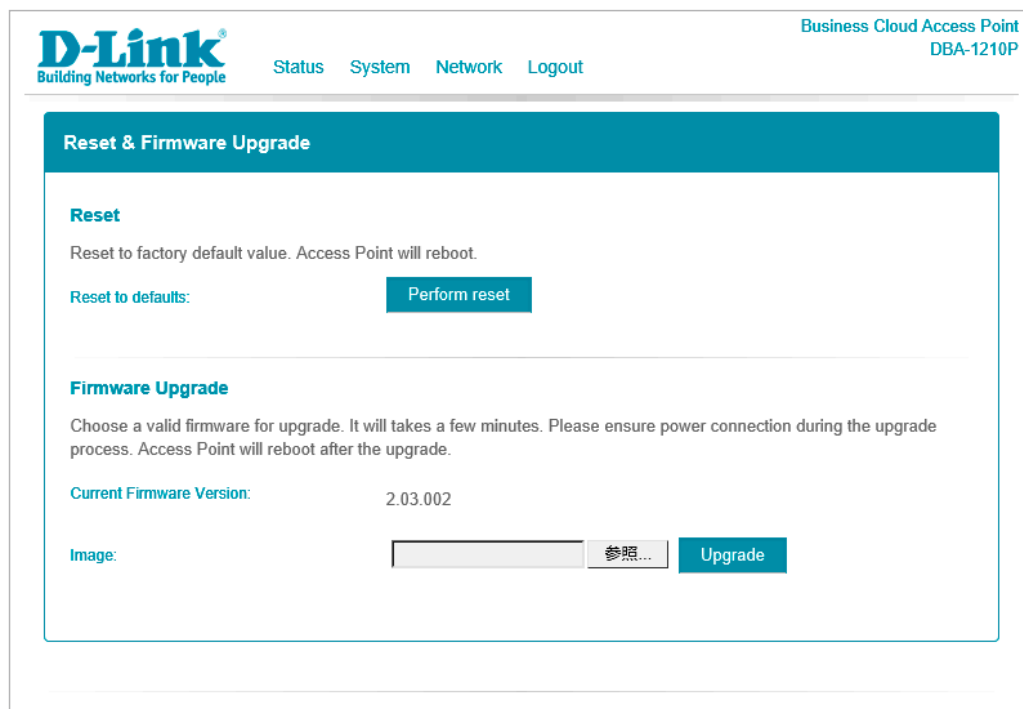 Business Cloud Access Point
DBA-1210P
D-Link®
Building Networks for People
Status System Network Logout
Reset & Firmware Upgrade
Reset
Reset to factory default value. Access Point will reboot.
Reset to defaults: Perform reset
Firmware Upgrade
Choose a valid firmware for upgrade. It will takes a few minutes. Please ensure power connection during the upgrade
process. Access Point will reboot after the upgrade.
Current Firmware Version: 2.03.002
Image: 参照... Upgrade